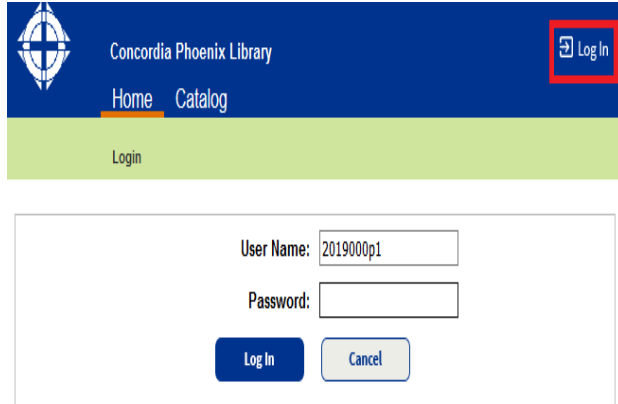 Concordia Phoenix Library
Log In
Home Catalog
Login
User Name: 2019000p1
Password:
Log In Cancel